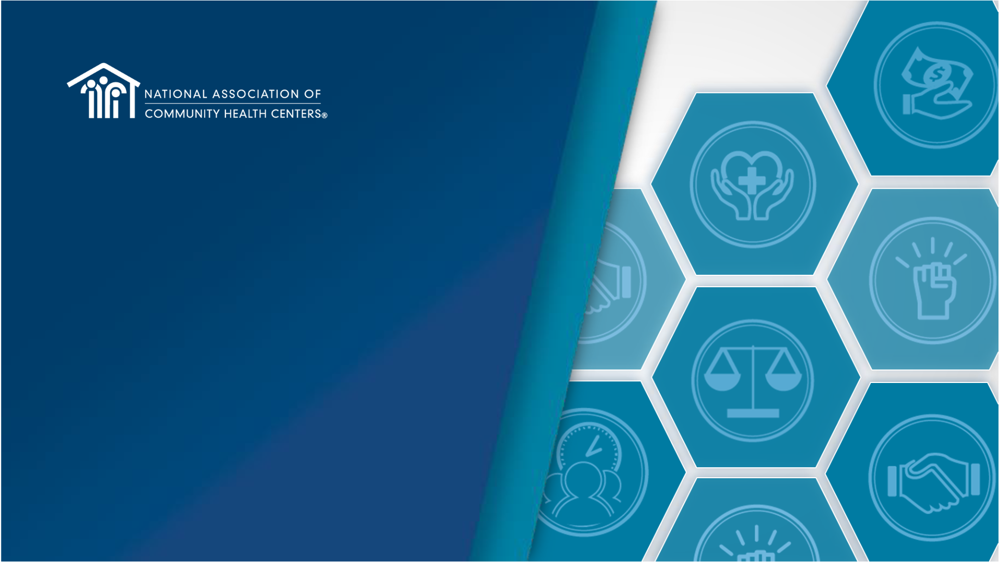 NATIONAL ASSOCIATION OF
COMMUNITY HEALTH CENTERS®